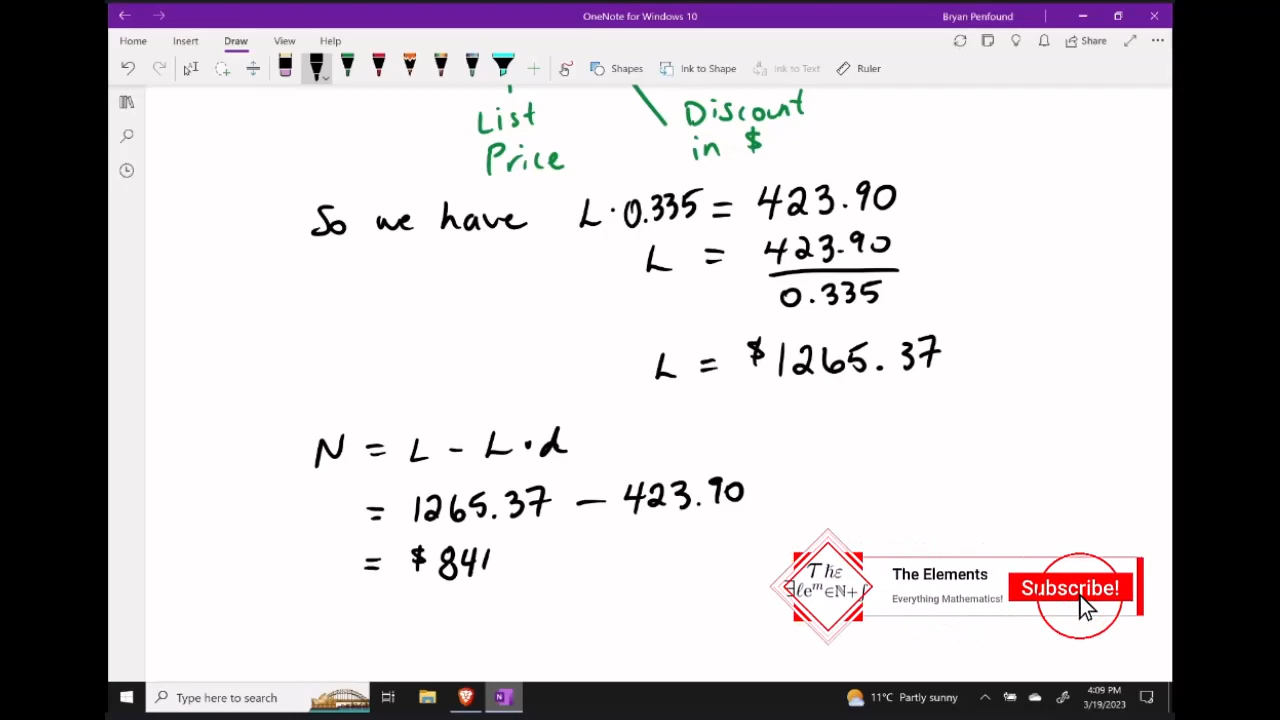 OneNote for Windows 10
Bryan Penfound
Home Insert Draw View Help
Share
Shapes Ink to Shape Ink to Text Ruler
List
Price
Discount
in $
So we have L · 0.335 = 423.90
L = 423.90
0.335
L = $1265.37
N = L - L · d
= 1265.37 - 423.90
= $841
Thε
∃ℓem∈ℕ+ſ
The Elements
Everything Mathematics!
Subscribe!
Type here to search
11°C Partly sunny
4:09 PM
3/19/2023